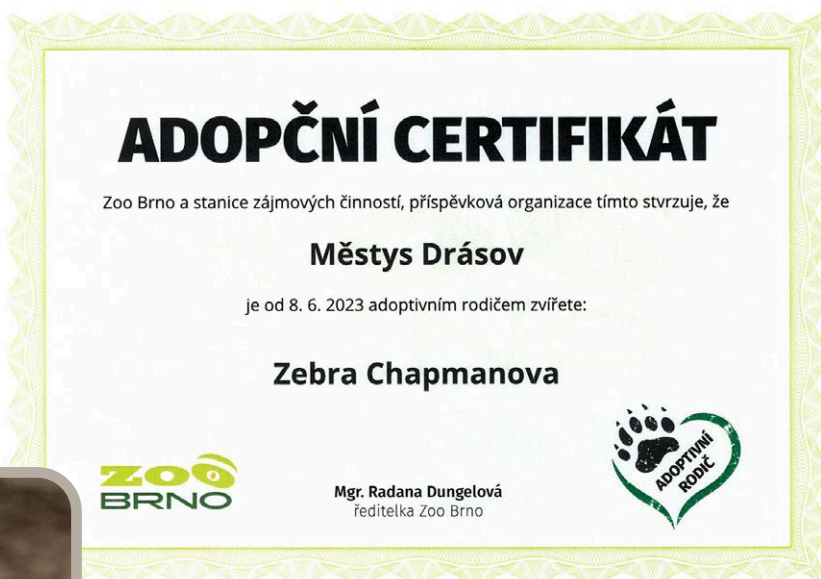 ADOPČNÍ CERTIFIKÁT
Zoo Brno a stanice zájmových činností, příspěvková organizace tímto stvrzuje, že
Městys Drásov
je od 8. 6. 2023 adoptivním rodičem zvířete:
Zebra Chapmanova
ZOO
BRNO
Mgr. Radana Dungelová
ředitelka Zoo Brno
ADOPTIVNÍ
RODIČ